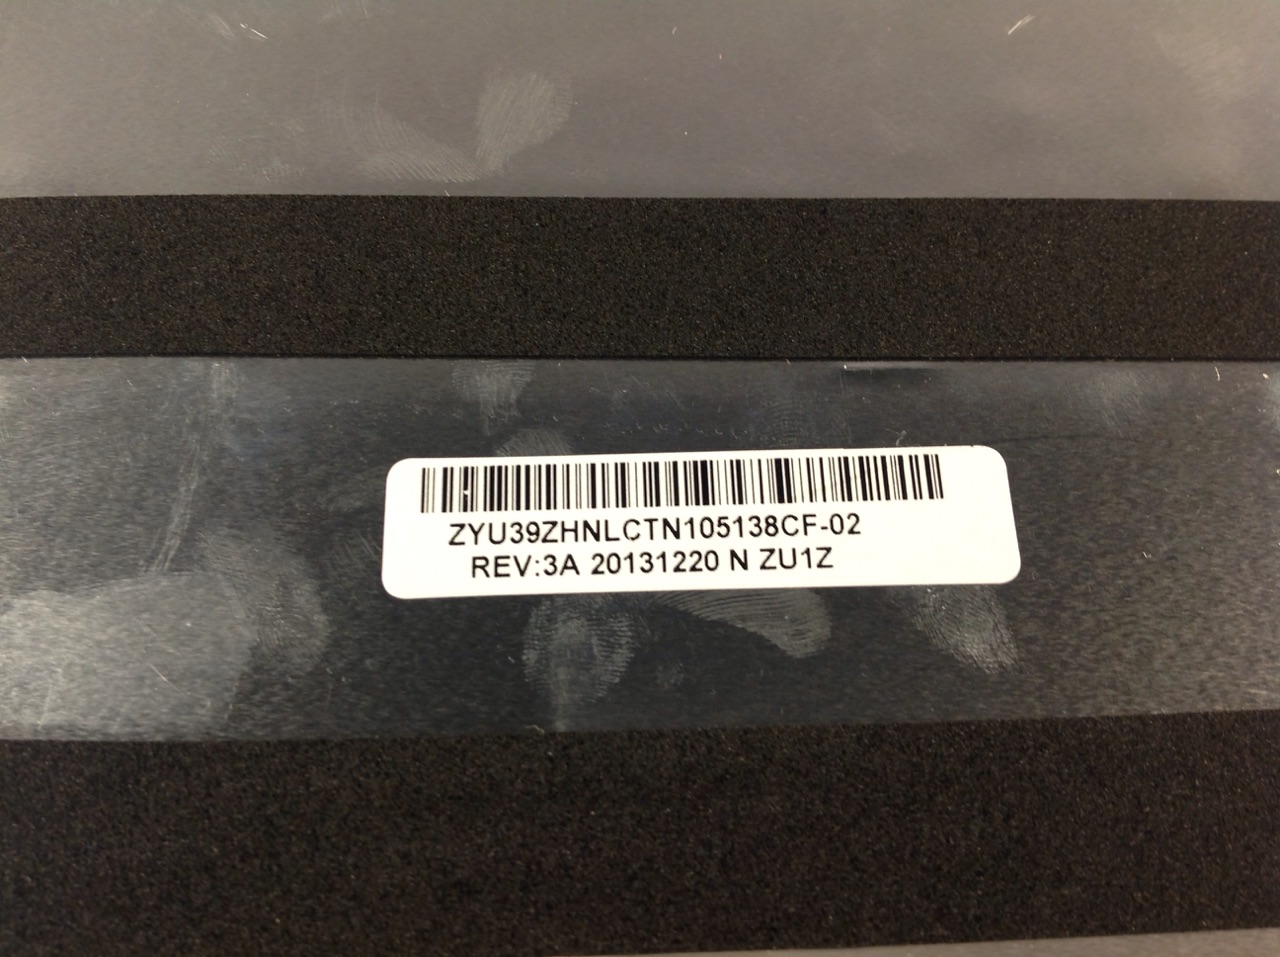 ZYU39ZHNLCTN105138CF-02
REV:3A 20131220 N ZU1Z